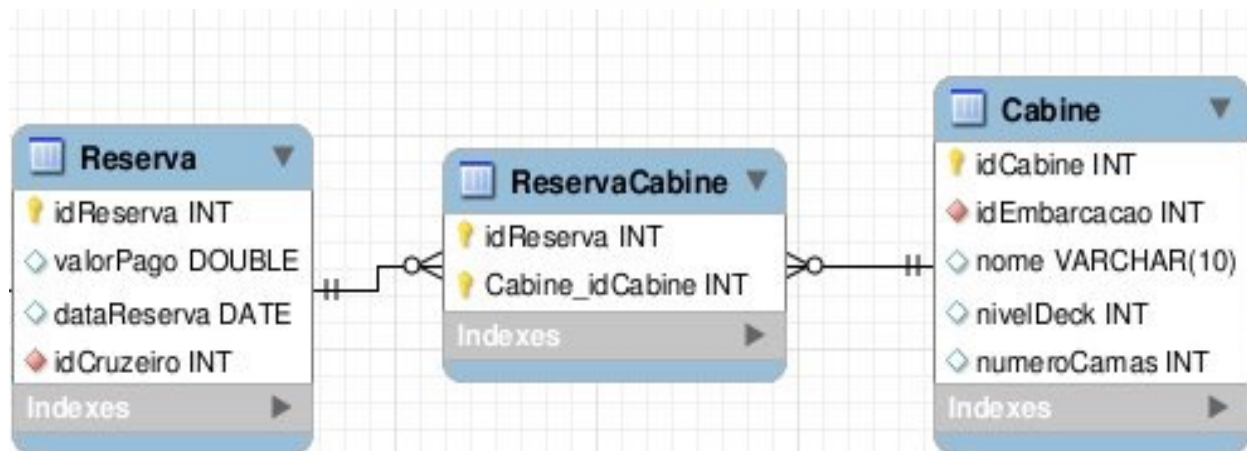 Reserva
idReserva INT
valorPago DOUBLE
dataReserva DATE
idCruzeiro INT
Indexes
ReservaCabine
idReserva INT
Cabine_idCabine INT
Indexes
Cabine
idCabine INT
idEmbarcacao INT
nome VARCHAR(10)
nivelDeck INT
numeroCamas INT
Indexes